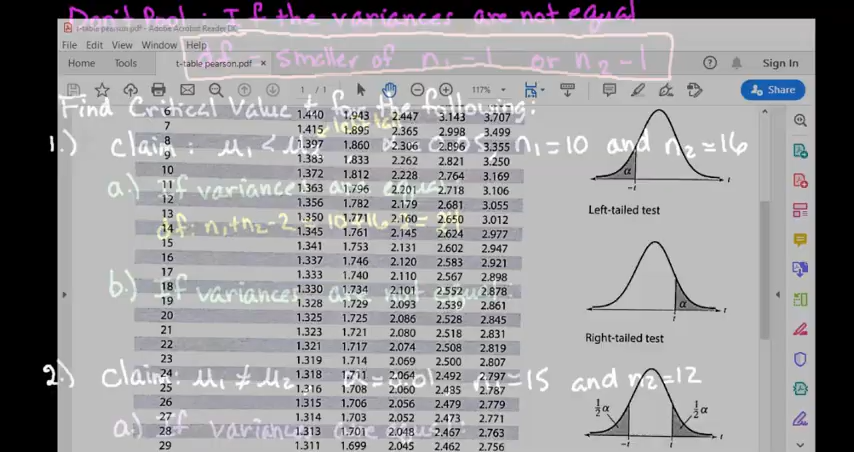 Don't Pool: If the variances are not equal
t-table pearson.pdf - Adobe Acrobat Reader DC
File Edit View Window Help
df = smaller of n₁-1 or n₂-1
Home Tools t-table pearson.pdf × Sign In
1 / 1 117% Share
Find Critical Value t for the following:
6 1.440 1.943 2.447 3.143 3.707
7 1.415 1.895 2.365 2.998 3.499
8 1.397 1.860 2.306 2.896 3.355
1.) claim: μ₁ < μ₂ α = 0.05 n₁=10 and n₂=16
9 1.383 1.833 2.262 2.821 3.250
10 1.372 1.812 2.228 2.764 3.169
11 1.363 1.796 2.201 2.718 3.106
a.) if variances are equal
12 1.356 1.782 2.179 2.681 3.055
13 1.350 1.771 2.160 2.650 3.012
df: n₁+n₂-2 = 10+16-2 = 24
14 1.345 1.761 2.145 2.624 2.977
15 1.341 1.753 2.131 2.602 2.947
16 1.337 1.746 2.120 2.583 2.921
17 1.333 1.740 2.110 2.567 2.898
18 1.330 1.734 2.101 2.552 2.878
b.) if variances are not equal:
19 1.328 1.729 2.093 2.539 2.861
20 1.325 1.725 2.086 2.528 2.845
21 1.323 1.721 2.080 2.518 2.831
22 1.321 1.717 2.074 2.508 2.819
23 1.319 1.714 2.069 2.500 2.807
24 1.318 1.711 2.064 2.492 2.797
2.) claim: μ₁ ≠ μ₂, α=0.01 n₁=15 and n₂=12
25 1.316 1.708 2.060 2.485 2.787
26 1.315 1.706 2.056 2.479 2.779
27 1.314 1.703 2.052 2.473 2.771
28 1.313 1.701 2.048 2.467 2.763
a.) if variances are equal:
29 1.311 1.699 2.045 2.462 2.756
α
-t t
Left-tailed test
α
t t
Right-tailed test
½α ½α
-t t t